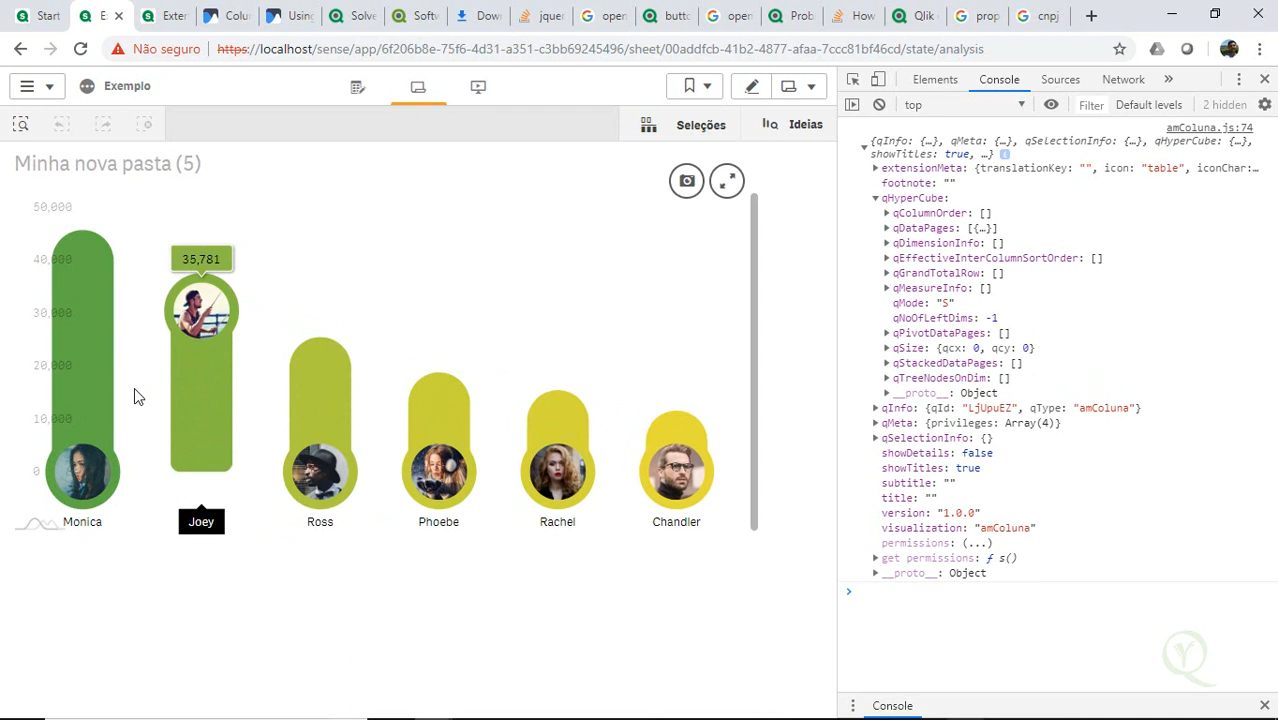 Start
E
Exter
Colu
Using
Solve
Softw
Dow
jquer
open
butto
open
Prob
How
Qlik
prop
cnpj
Não seguro
https://localhost/sense/app/6f206b8e-75f6-4d31-a351-c3bb69245496/sheet/00addfcb-41b2-4877-afaa-7ccc81bf46cd/state/analysis
Exemplo
Seleções
Ideias
Minha nova pasta (5)
50,000
40,000
30,000
20,000
10,000
0
35,781
Monica
Joey
Ross
Phoebe
Rachel
Chandler
Elements
Console
Sources
Network
»
top
Filter
Default levels
2 hidden
amColuna.js:74
{qInfo: {…}, qMeta: {…}, qSelectionInfo: {…}, qHyperCube: {…},
showTitles: true, …}
extensionMeta: {translationKey: "", icon: "table", iconChar:…
footnote: ""
qHyperCube:
qColumnOrder: []
qDataPages: [{…}]
qDimensionInfo: []
qEffectiveInterColumnSortOrder: []
qGrandTotalRow: []
qMeasureInfo: []
qMode: "S"
qNoOfLeftDims: -1
qPivotDataPages: []
qSize: {qcx: 0, qcy: 0}
qStackedDataPages: []
qTreeNodesOnDim: []
__proto__: Object
qInfo: {qId: "LjUpuEZ", qType: "amColuna"}
qMeta: {privileges: Array(4)}
qSelectionInfo: {}
showDetails: false
showTitles: true
subtitle: ""
title: ""
version: "1.0.0"
visualization: "amColuna"
permissions: (...)
get permissions: ƒ s()
__proto__: Object
Console